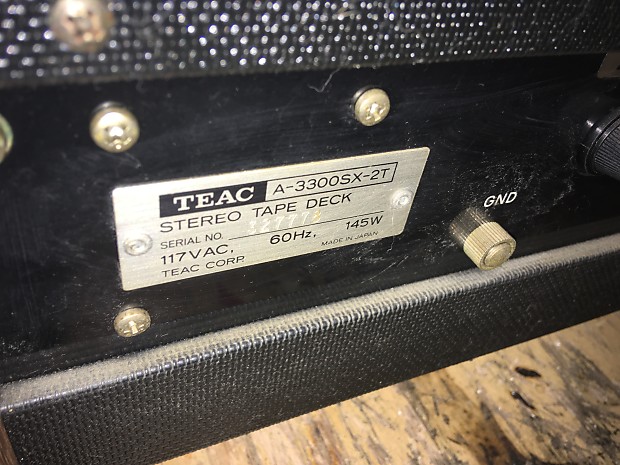 TEAC A-3300SX-2T
STEREO TAPE DECK
SERIAL NO.
117VAC, 60Hz, 145W
TEAC CORP. MADE IN JAPAN
GND